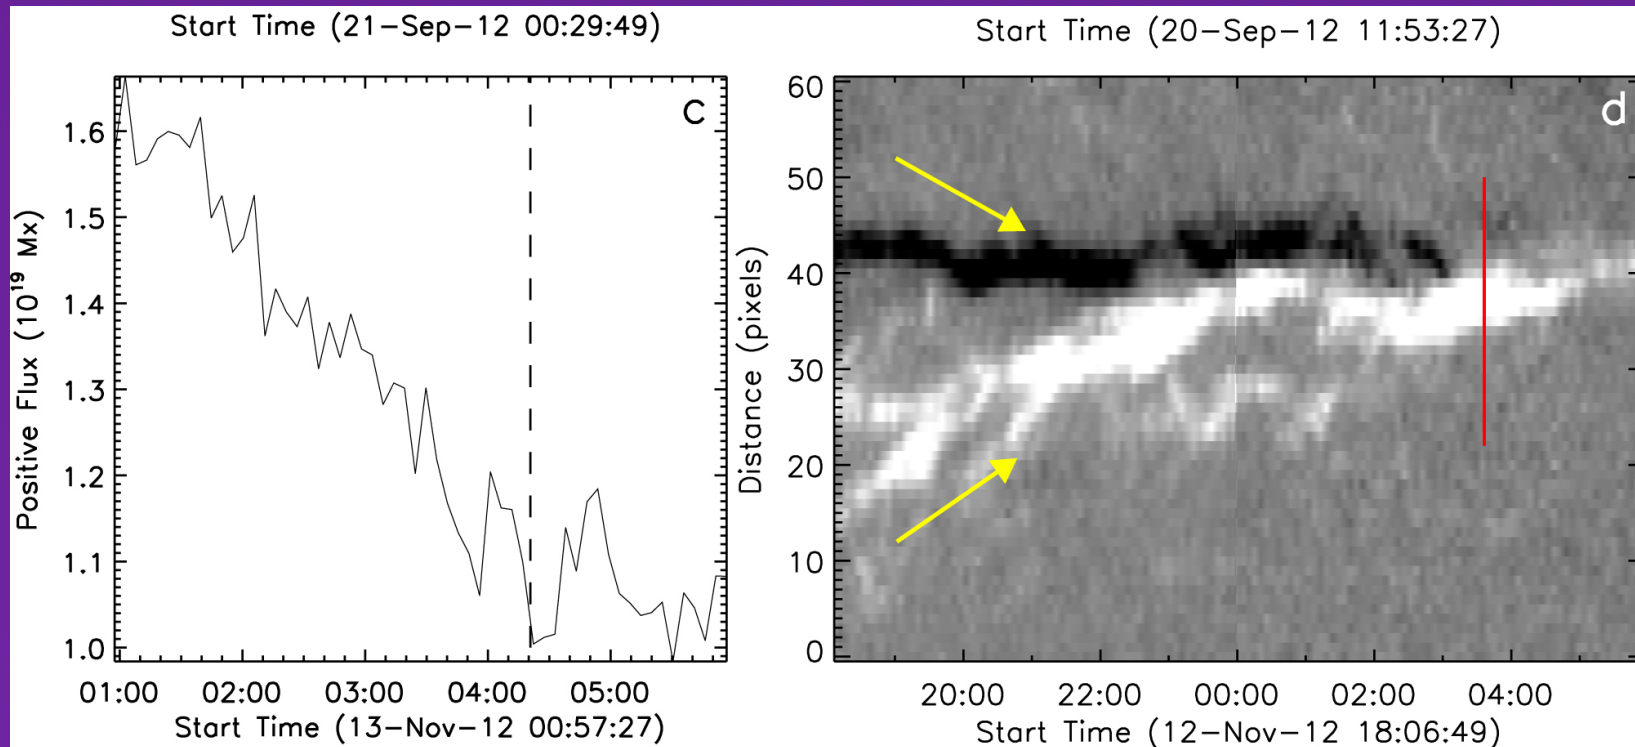 Start Time (21-Sep-12 00:29:49)
Start Time (20-Sep-12 11:53:27)
c
Positive Flux (10¹⁹ Mx)
1.6
1.5
1.4
1.3
1.2
1.1
1.0
01:00 02:00 03:00 04:00 05:00
Start Time (13-Nov-12 00:57:27)
d
Distance (pixels)
60
50
40
30
20
10
0
20:00 22:00 00:00 02:00 04:00
Start Time (12-Nov-12 18:06:49)